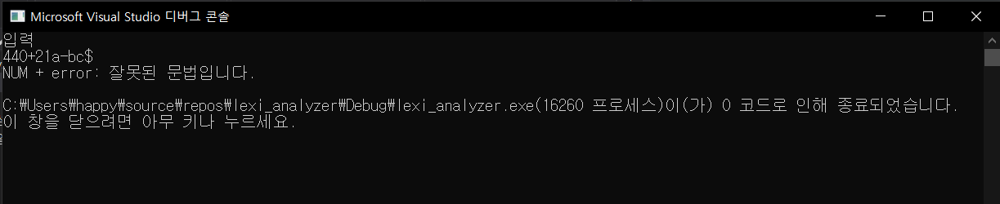 Microsoft Visual Studio 디버그 콘솔
입력
440+21a-bc$
NUM + error: 잘못된 문법입니다.
C:₩Users₩happy₩source₩repos₩lexi_analyzer₩Debug₩lexi_analyzer.exe(16260 프로세스)이(가) 0 코드로 인해 종료되었습니다.
이 창을 닫으려면 아무 키나 누르세요.